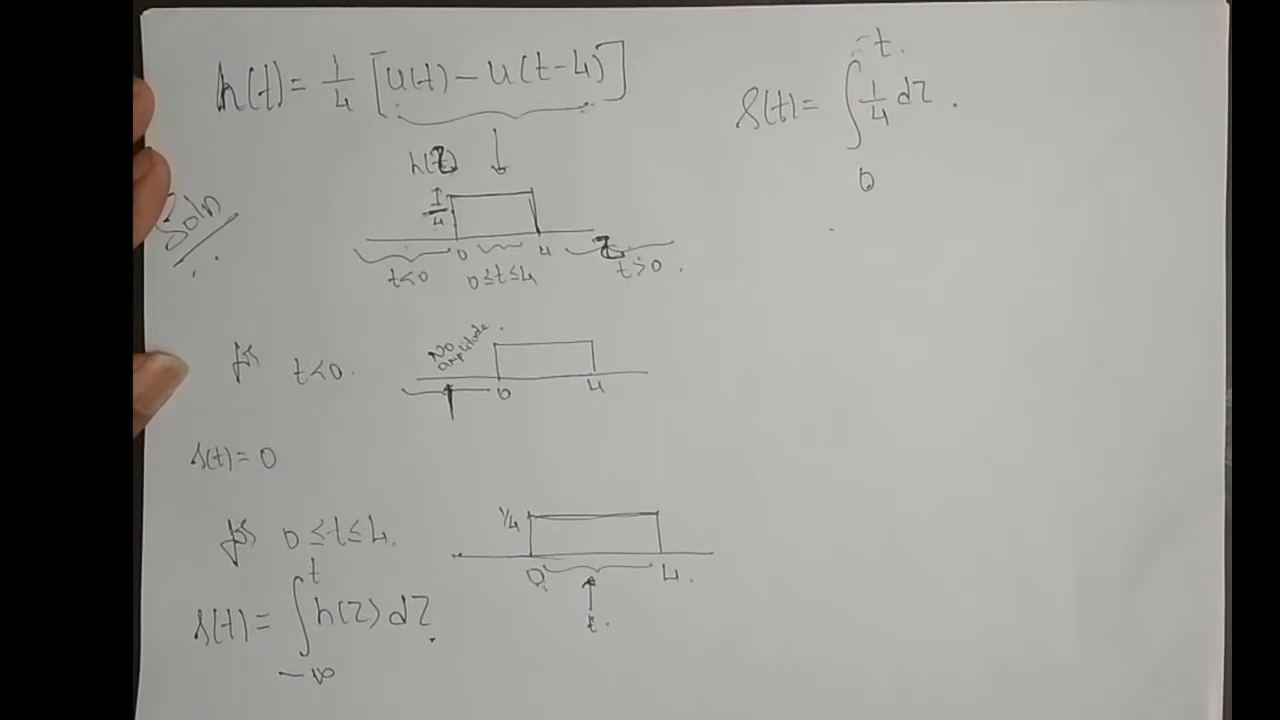 h(t) = 1/4 [u(t) - u(t-4)]
h(τ)
1/4
0 4 τ
t<0 0≤t≤4 t>0.
Soln
for t<0.
No amplitude.
0 4
s(t) = 0
for 0≤t≤4.
1/4
0 4.
t.
s(t) = ∫_{-∞}^{t} h(τ) dτ.
s(t) = ∫_{0}^{t} 1/4 dτ.